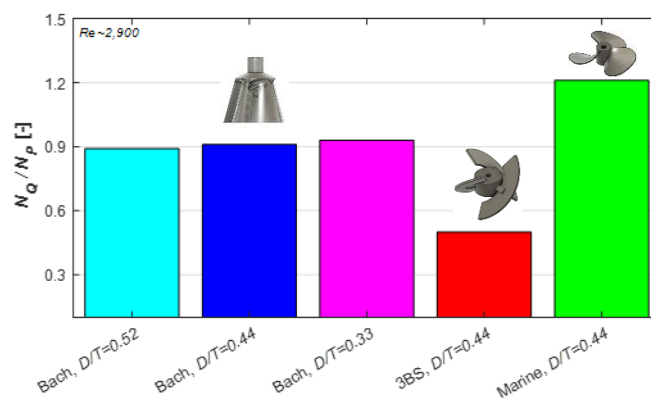 1.5
Re~2,900
1.2
0.9
0.6
0.3
N_Q / N_P [-]
Bach, D/T=0.52
Bach, D/T=0.44
Bach, D/T=0.33
3BS, D/T=0.44
Marine, D/T=0.44